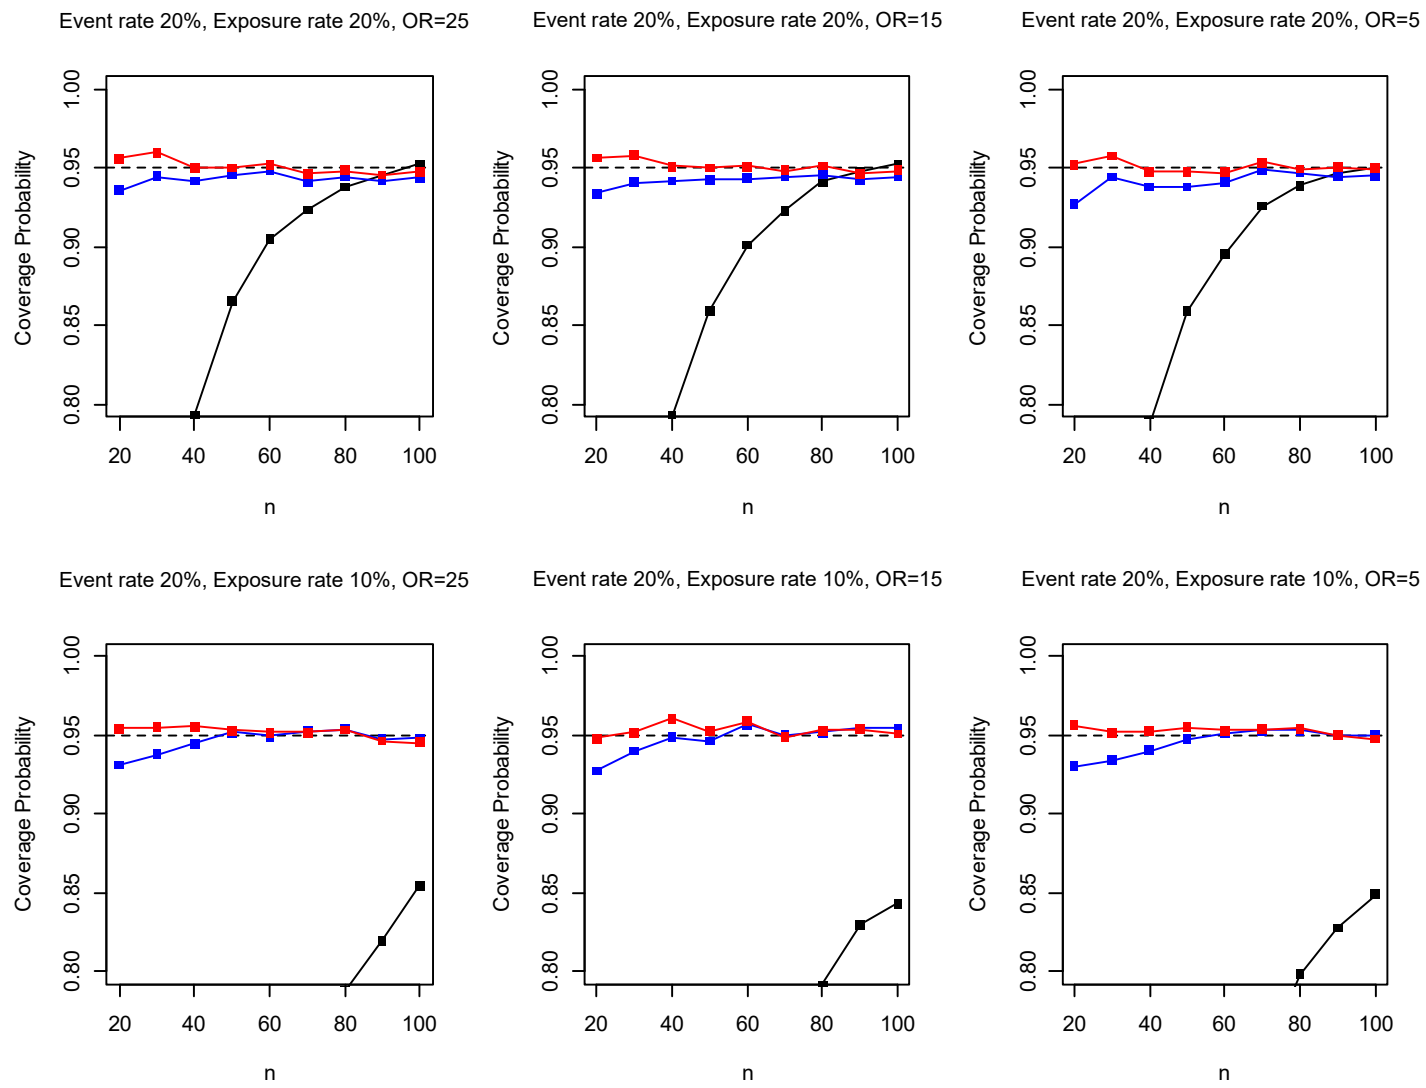 Event rate 20%, Exposure rate 20%, OR=25
Event rate 20%, Exposure rate 20%, OR=15
Event rate 20%, Exposure rate 20%, OR=5
Coverage Probability
1.00
0.95
0.90
0.85
0.80
20 40 60 80 100
n
Coverage Probability
1.00
0.95
0.90
0.85
0.80
20 40 60 80 100
n
Coverage Probability
1.00
0.95
0.90
0.85
0.80
20 40 60 80 100
n
Event rate 20%, Exposure rate 10%, OR=25
Event rate 20%, Exposure rate 10%, OR=15
Event rate 20%, Exposure rate 10%, OR=5
Coverage Probability
1.00
0.95
0.90
0.85
0.80
20 40 60 80 100
n
Coverage Probability
1.00
0.95
0.90
0.85
0.80
20 40 60 80 100
n
Coverage Probability
1.00
0.95
0.90
0.85
0.80
20 40 60 80 100
n